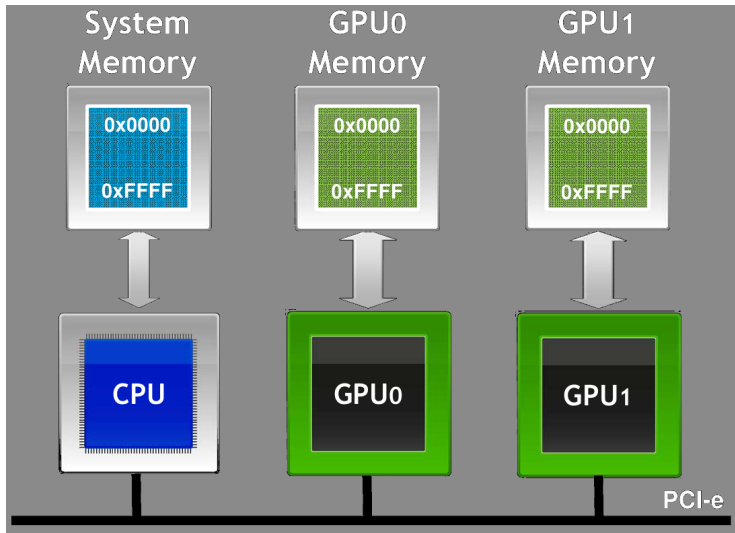 System
Memory
GPU0
Memory
GPU1
Memory
0x0000
0xFFFF
0x0000
0xFFFF
0x0000
0xFFFF
CPU
GPU0
GPU1
PCI-e